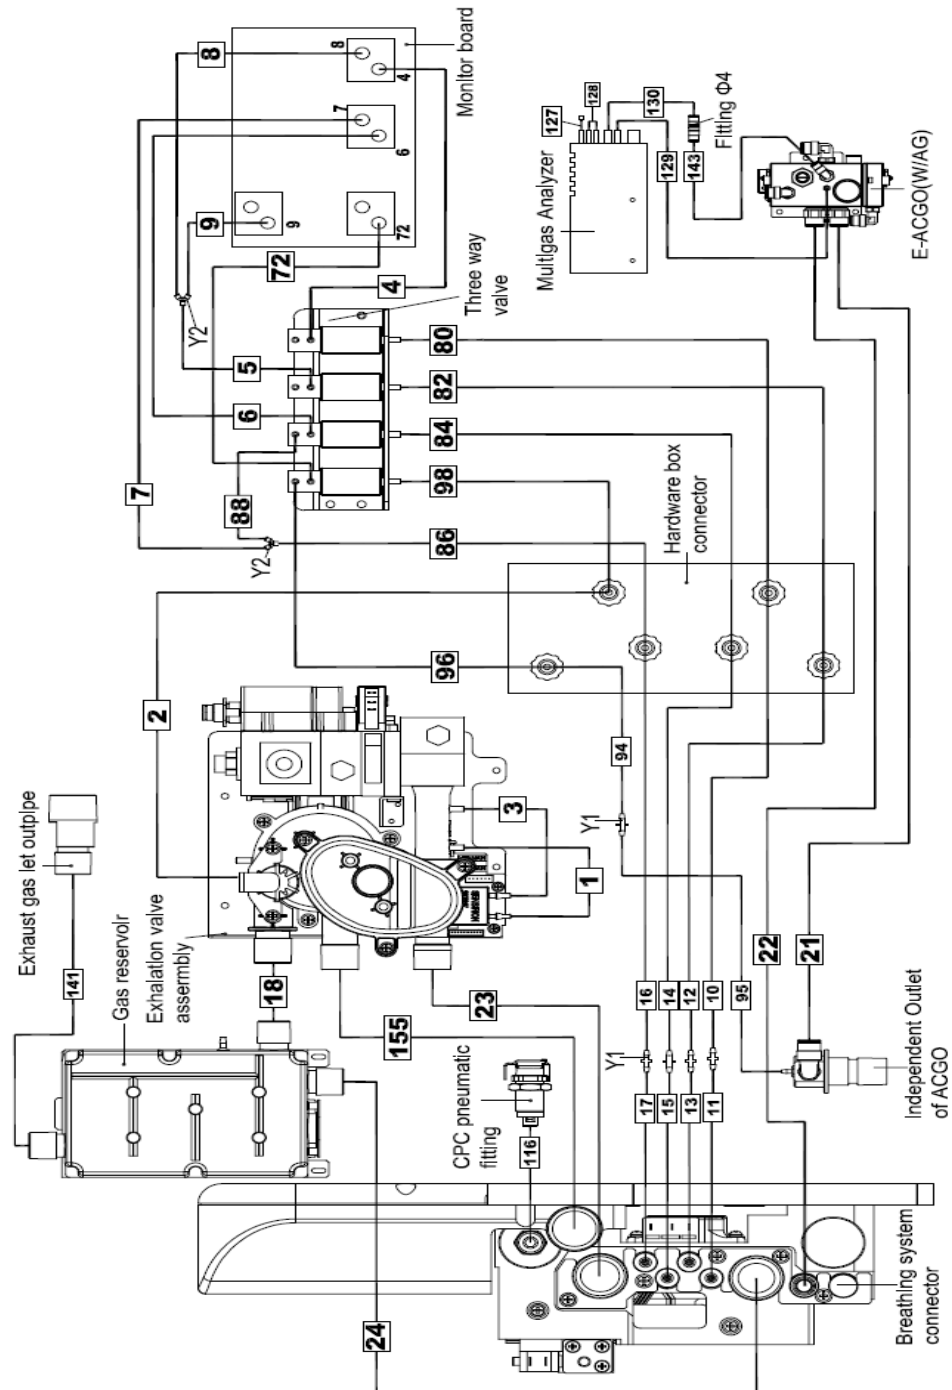 Exhaust gas let outpipe
141
Gas reservoir
Exhalation valve
assermbly
18
2
7
8
Y2
9
5
6
88
Y2
72
24
155
23
1
3
8
4
7
6
9
72
4
Monitor board
Three way
valve
80
82
84
98
86
96
CPC pneumatic
fitting
116
Multigas Analyzer
127
128
130
129
143
Fitting Φ4
94
Y1
Hardware box
connector
Y1
17
16
15
14
13
12
11
10
95
22
21
E-ACGO(W/AG)
Breathing system
connector
Independent Outlet
of ACGO